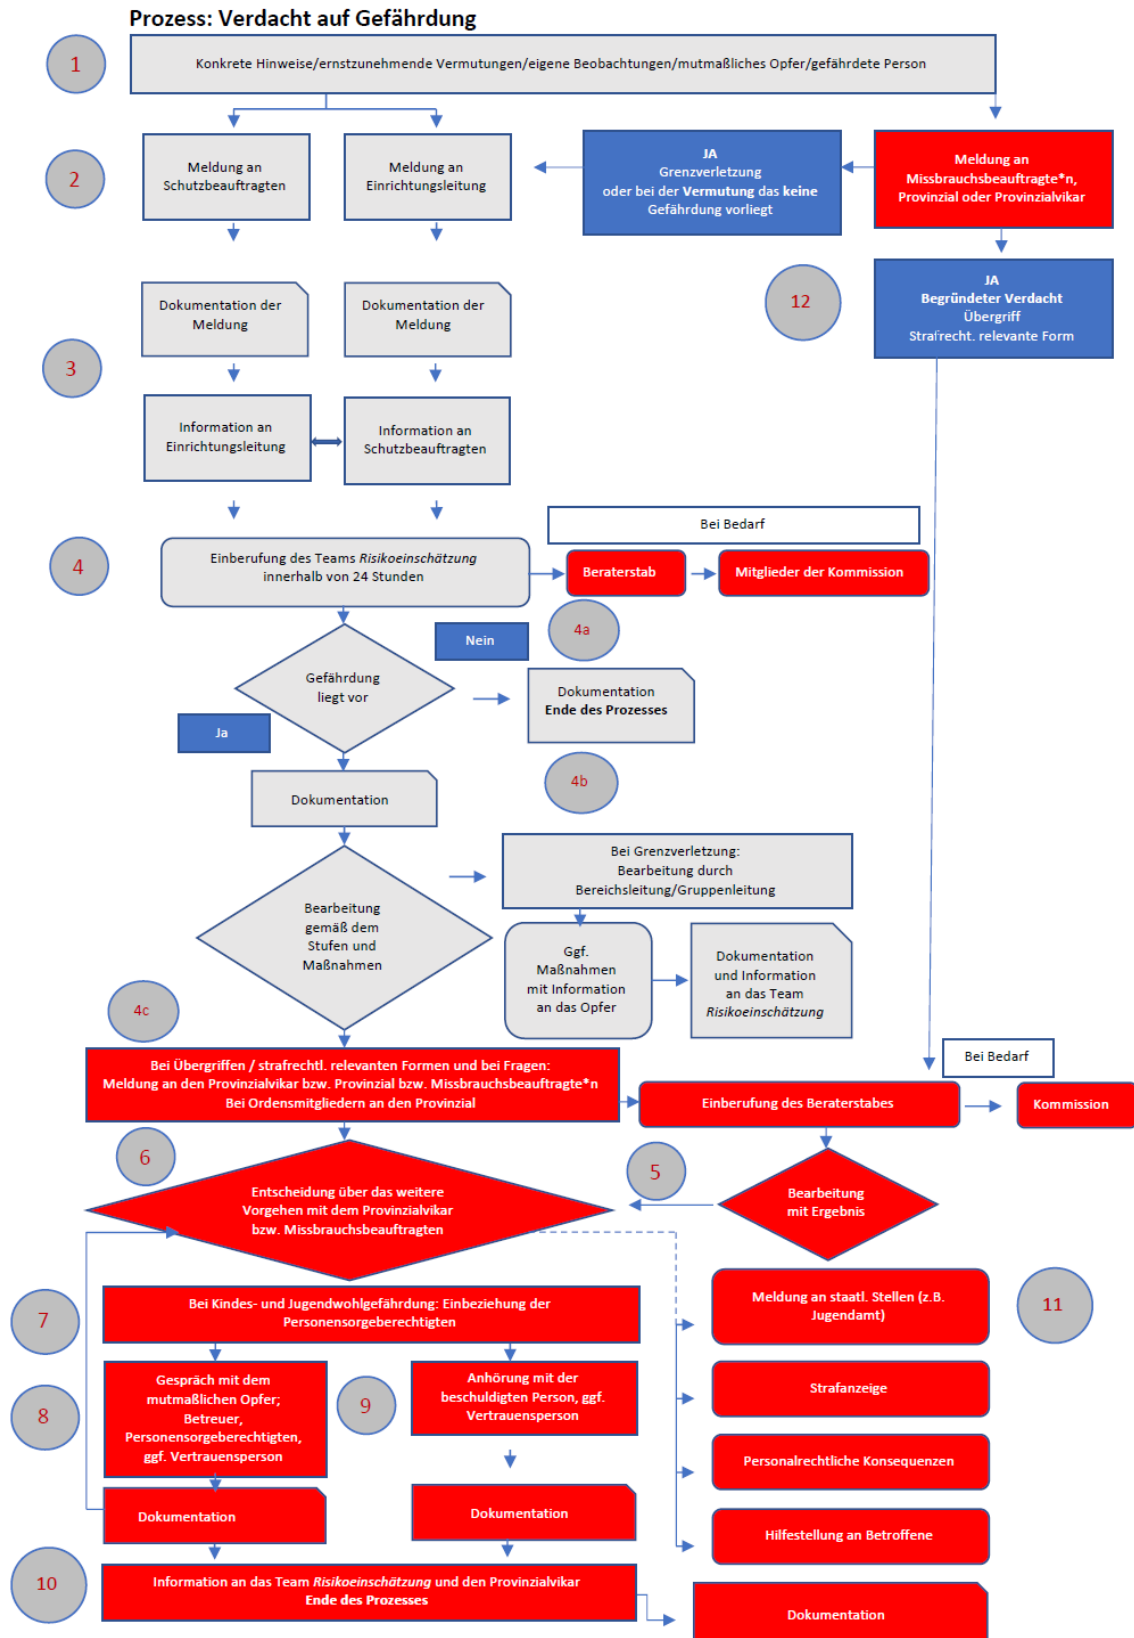 Prozess: Verdacht auf Gefährdung
1
Konkrete Hinweise/ernstzunehmende Vermutungen/eigene Beobachtungen/mutmaßliches Opfer/gefährdete Person
2
Meldung an
Schutzbeauftragten
Meldung an
Einrichtungsleitung
JA
Grenzverletzung
oder bei der Vermutung das keine
Gefährdung vorliegt
Meldung an
Missbrauchsbeauftragte*n,
Provinzial oder Provinzialvikar
12
JA
Begründeter Verdacht
Übergriff
Strafrecht. relevante Form
Dokumentation der
Meldung
Dokumentation der
Meldung
3
Information an
Einrichtungsleitung
Information an
Schutzbeauftragten
Bei Bedarf
4
Einberufung des Teams Risikoeinschätzung
innerhalb von 24 Stunden
Beraterstab
Mitglieder der Kommission
4a
Nein
Gefährdung
liegt vor
Dokumentation
Ende des Prozesses
Ja
4b
Dokumentation
Bei Grenzverletzung:
Bearbeitung durch
Bereichsleitung/Gruppenleitung
Bearbeitung
gemäß dem
Stufen und
Maßnahmen
Ggf.
Maßnahmen
mit Information
an das Opfer
Dokumentation
und Information
an das Team
Risikoeinschätzung
4c
Bei Übergriffen / strafrechtl. relevanten Formen und bei Fragen:
Meldung an den Provinzialvikar bzw. Provinzial bzw. Missbrauchsbeauftragte*n
Bei Ordensmitgliedern an den Provinzial
Bei Bedarf
Einberufung des Beraterstabes
Kommission
6
5
Entscheidung über das weitere
Vorgehen mit dem Provinzialvikar
bzw. Missbrauchsbeauftragten
Bearbeitung
mit Ergebnis
7
Bei Kindes- und Jugendwohlgefährdung: Einbeziehung der
Personensorgeberechtigten
Meldung an staatl. Stellen (z.B.
Jugendamt)
11
8
Gespräch mit dem
mutmaßlichen Opfer;
Betreuer,
Personensorgeberechtigten,
ggf. Vertrauensperson
9
Anhörung mit der
beschuldigten Person, ggf.
Vertrauensperson
Strafanzeige
Personalrechtliche Konsequenzen
Dokumentation
Dokumentation
Hilfestellung an Betroffene
10
Information an das Team Risikoeinschätzung und den Provinzialvikar
Ende des Prozesses
Dokumentation